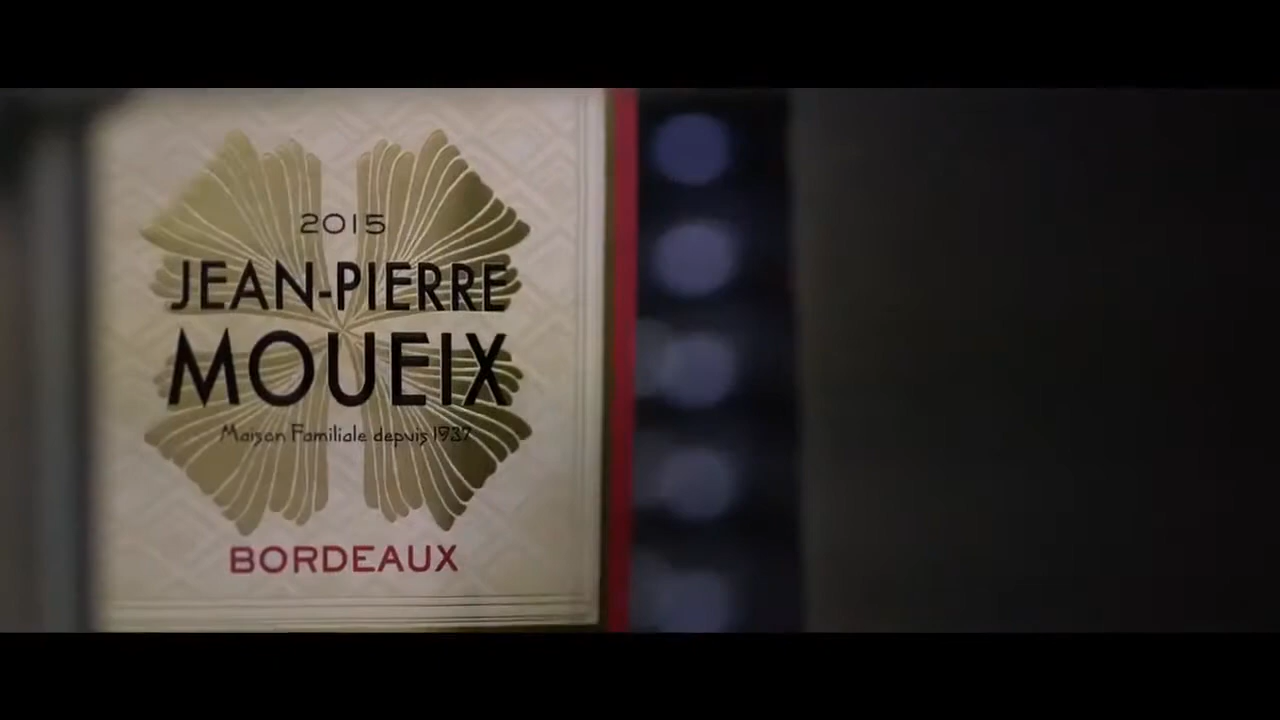 2015
JEAN-PIERRE
MOUEIX
Maison Familiale depuis 1937
BORDEAUX